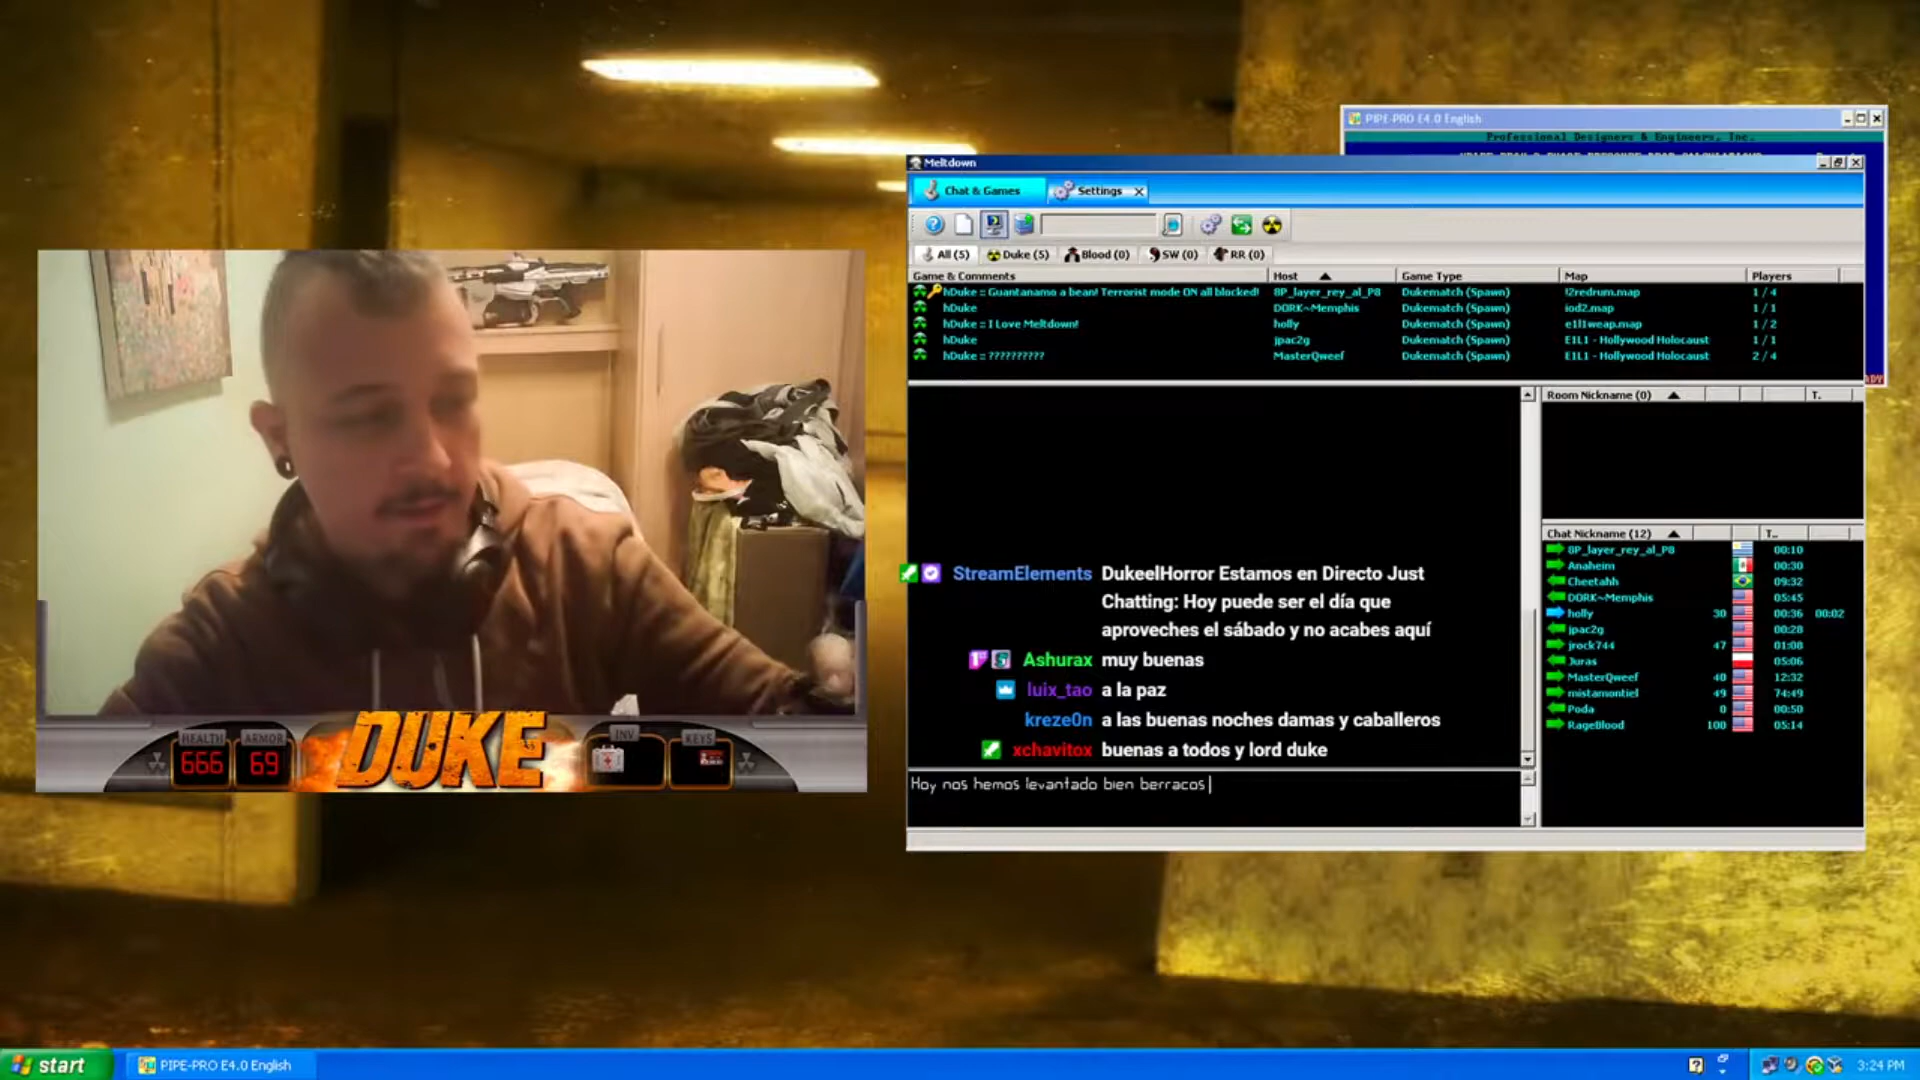 PIPE-PRO E4.0 English
Professional Designers & Engineers, Inc.
Meltdown
Chat & Games
Settings
All (5)
Duke (5)
Blood (0)
SW (0)
RR (0)
Game & Comments Host Game Type Map Players
hDuke :: Guantanamo a bean! Terrorist mode ON all blocked! 8P_layer_rey_al_P8 Dukematch (Spawn) !2redrum.map 1 / 4
hDuke DORK~Memphis Dukematch (Spawn) iod2.map 1 / 1
hDuke :: I Love Meltdown! holly Dukematch (Spawn) e1l1weap.map 1 / 2
hDuke jpac2g Dukematch (Spawn) E1L1 - Hollywood Holocaust 1 / 1
hDuke :: ?????????? MasterQweef Dukematch (Spawn) E1L1 - Hollywood Holocaust 2 / 4
Room Nickname (0) T.
Chat Nickname (12) T..
8P_layer_rey_al_P8 00:10
Anaheim 00:30
Cheetahh 09:32
DORK~Memphis 05:45
holly 30 00:36 00:02
jpac2g 00:28
jrock744 47 01:08
Juras 05:06
MasterQweef 40 12:32
mistamontiel 49 74:49
Poda 0 00:50
RageBlood 100 05:14
StreamElements DukeelHorror Estamos en Directo Just
Chatting: Hoy puede ser el día que
aproveches el sábado y no acabes aquí
Ashurax muy buenas
luix_tao a la paz
kreze0n a las buenas noches damas y caballeros
xchavitox buenas a todos y lord duke
Hoy nos hemos levantado bien berracos
HEALTH
666
ARMOR
69
DUKE
INV
KEYS
start
PIPE-PRO E4.0 English
3:24 PM